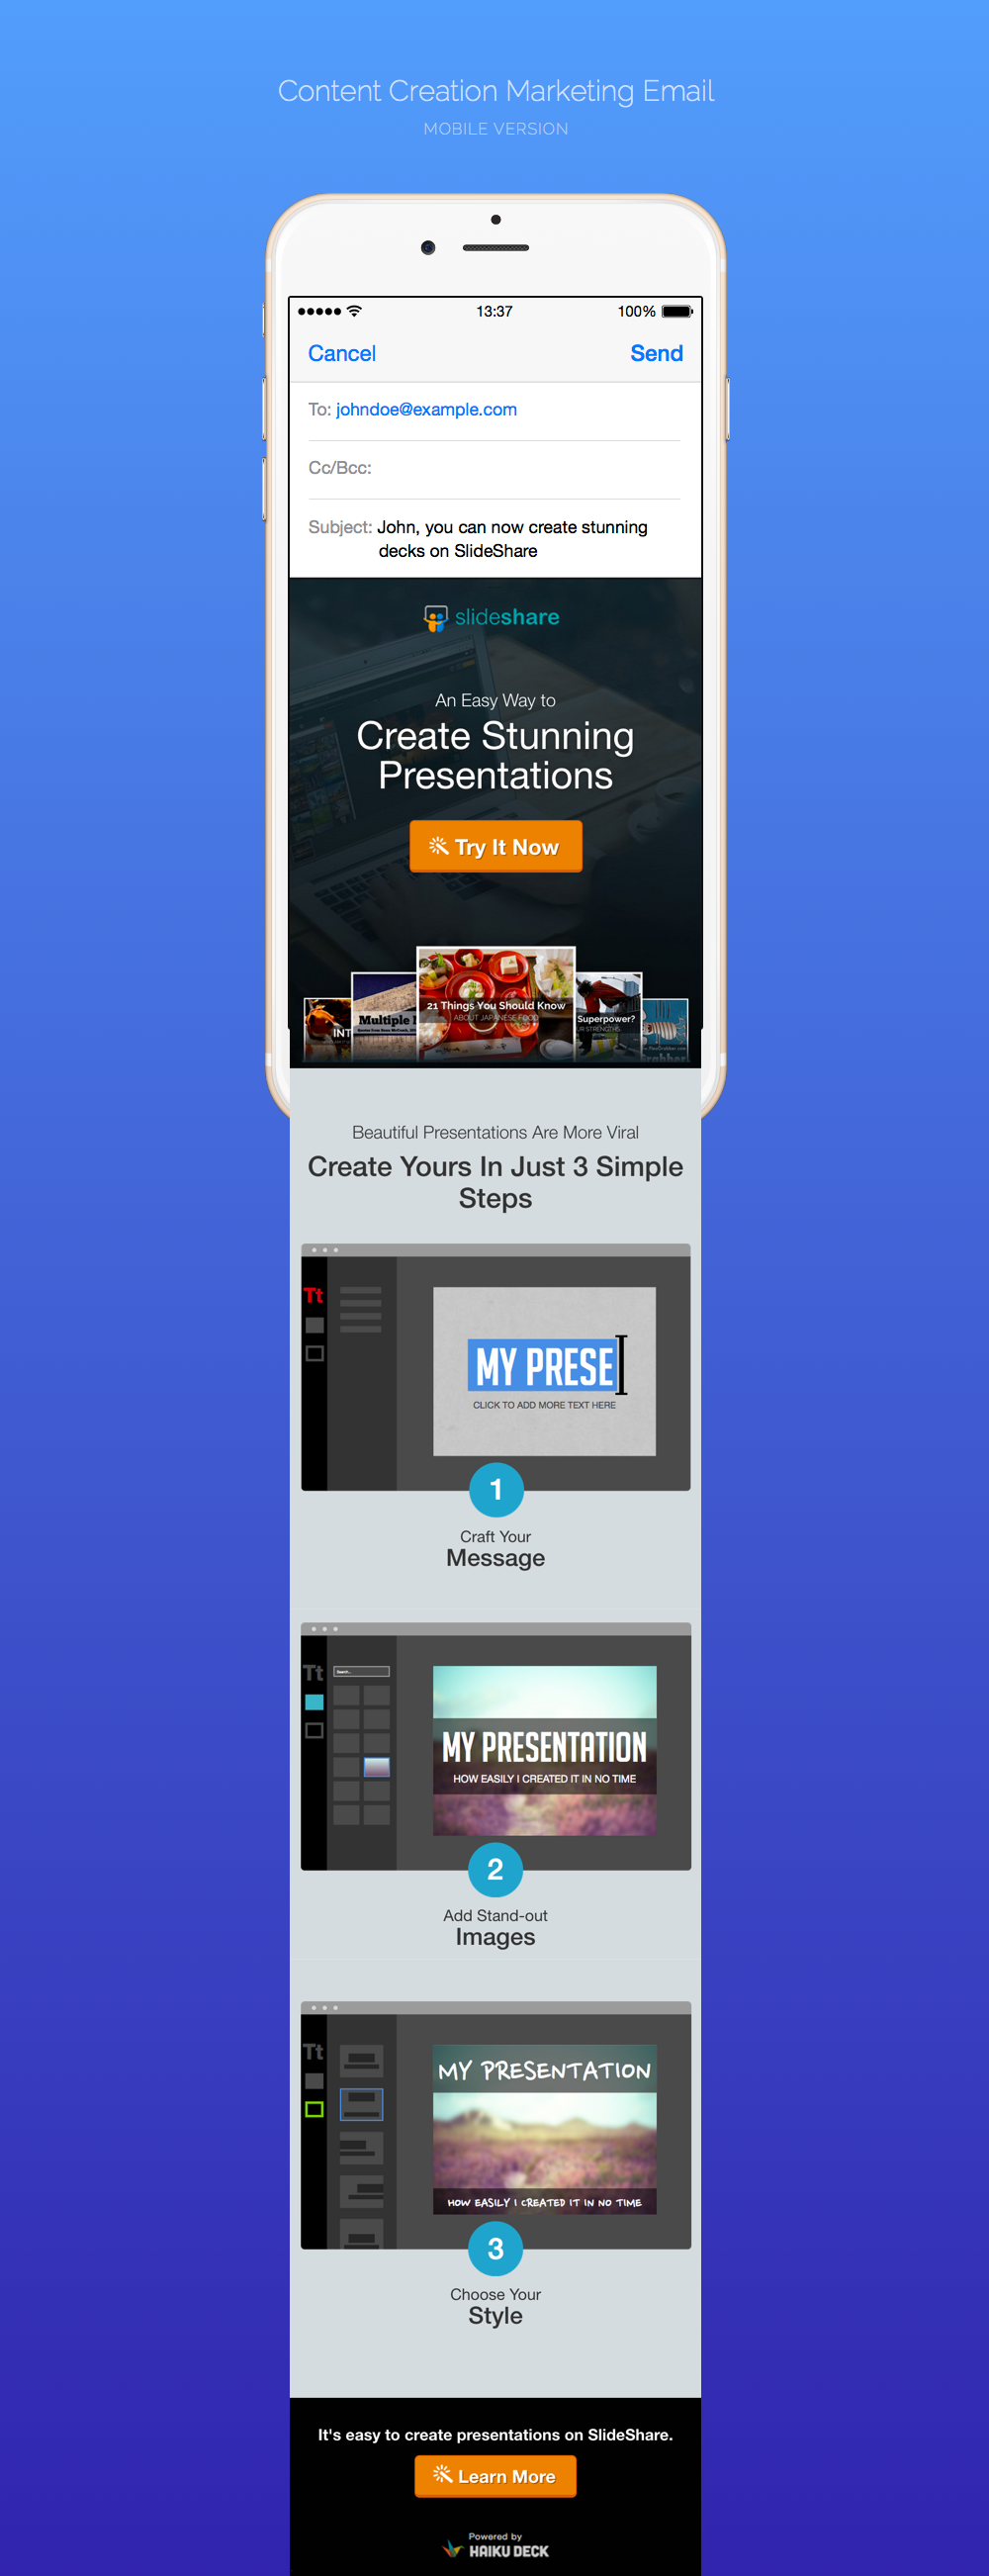 Content Creation Marketing Email
MOBILE VERSION
13:37
100%
Cancel
Send
To: johndoe@example.com
Cc/Bcc:
Subject: John, you can now create stunning
decks on SlideShare
slideshare
An Easy Way to
Create Stunning
Presentations
Try It Now
INT
Multiple
21 Things You Should Know
ABOUT JAPANESE FOOD
Superpower?
UR STRENGTHS
Grabber
Beautiful Presentations Are More Viral
Create Yours In Just 3 Simple
Steps
Tt
MY PRESE
CLICK TO ADD MORE TEXT HERE
1
Craft Your
Message
Tt
Search...
MY PRESENTATION
HOW EASILY I CREATED IT IN NO TIME
2
Add Stand-out
Images
Tt
MY PRESENTATION
HOW EASILY I CREATED IT IN NO TIME
3
Choose Your
Style
It's easy to create presentations on SlideShare.
Learn More
Powered by
HAIKU DECK